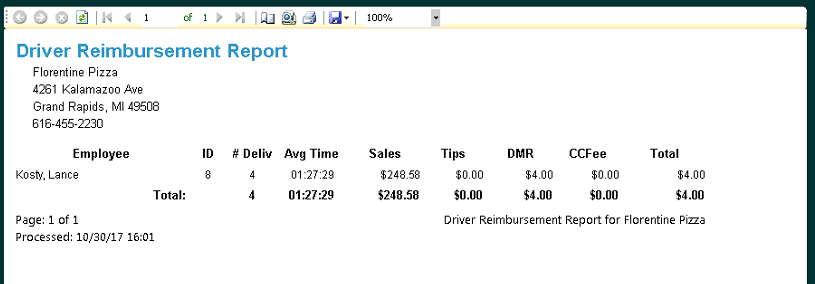 1 of 1 100%
Driver Reimbursement Report
Florentine Pizza
4261 Kalamazoo Ave
Grand Rapids, MI 49508
616-455-2230
Employee ID # Deliv Avg Time Sales Tips DMR CCFee Total
Kosty, Lance 8 4 01:27:29 $248.58 $0.00 $4.00 $0.00 $4.00
Total: 4 01:27:29 $248.58 $0.00 $4.00 $0.00 $4.00
Page: 1 of 1 Driver Reimbursement Report for Florentine Pizza
Processed: 10/30/17 16:01